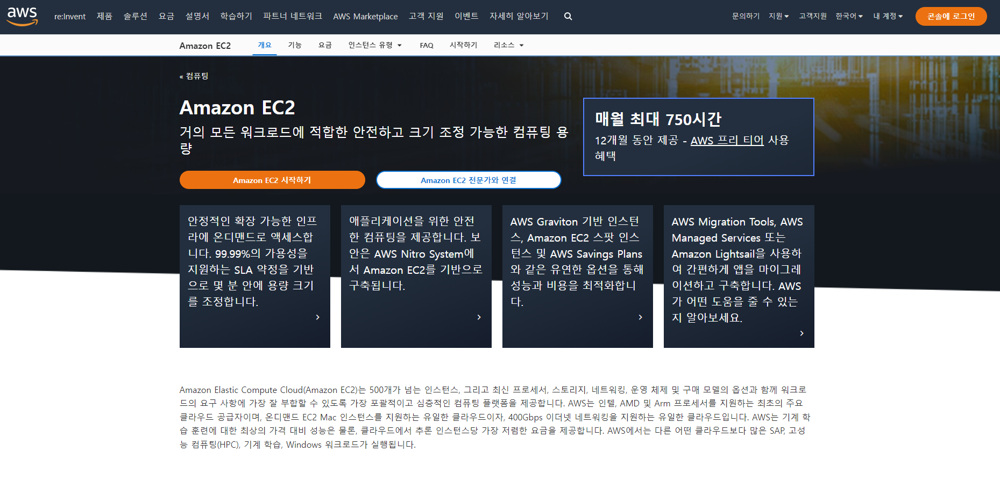 aws
re:Invent 제품 솔루션 요금 설명서 학습하기 파트너 네트워크 AWS Marketplace 고객 지원 이벤트 자세히 알아보기
문의하기 지원 고객지원 한국어 내 계정 콘솔에 로그인
Amazon EC2 개요 기능 요금 인스턴스 유형 FAQ 시작하기 리소스
« 컴퓨팅
Amazon EC2
거의 모든 워크로드에 적합한 안전하고 크기 조정 가능한 컴퓨팅 용
량
Amazon EC2 시작하기
Amazon EC2 전문가와 연결
매월 최대 750시간
12개월 동안 제공 - AWS 프리 티어 사용
혜택
안정적인 확장 가능한 인프
라에 온디맨드로 액세스합
니다. 99.99%의 가용성을
지원하는 SLA 약정을 기반
으로 몇 분 안에 용량 크기
를 조정합니다.
애플리케이션을 위한 안전
한 컴퓨팅을 제공합니다. 보
안은 AWS Nitro System에
서 Amazon EC2를 기반으로
구축됩니다.
AWS Graviton 기반 인스턴
스, Amazon EC2 스팟 인스
턴스 및 AWS Savings Plans
와 같은 유연한 옵션을 통해
성능과 비용을 최적화합니
다.
AWS Migration Tools, AWS
Managed Services 또는
Amazon Lightsail을 사용하
여 간편하게 앱을 마이그레
이션하고 구축합니다. AWS
가 어떤 도움을 줄 수 있는
지 알아보세요.
Amazon Elastic Compute Cloud(Amazon EC2)는 500개가 넘는 인스턴스, 그리고 최신 프로세서, 스토리지, 네트워킹, 운영 체제 및 구매 모델의 옵션과 함께 워크로
드의 요구 사항에 가장 잘 부합할 수 있도록 가장 포괄적이고 심층적인 컴퓨팅 플랫폼을 제공합니다. AWS는 인텔, AMD 및 Arm 프로세서를 지원하는 최초의 주요
클라우드 공급자이며, 온디맨드 EC2 Mac 인스턴스를 지원하는 유일한 클라우드이자, 400Gbps 이더넷 네트워킹을 지원하는 유일한 클라우드입니다. AWS는 기계 학
습 훈련에 대한 최상의 가격 대비 성능은 물론, 클라우드에서 추론 인스턴스당 가장 저렴한 요금을 제공합니다. AWS에서는 다른 어떤 클라우드보다 많은 SAP, 고성
능 컴퓨팅(HPC), 기계 학습, Windows 워크로드가 실행됩니다.